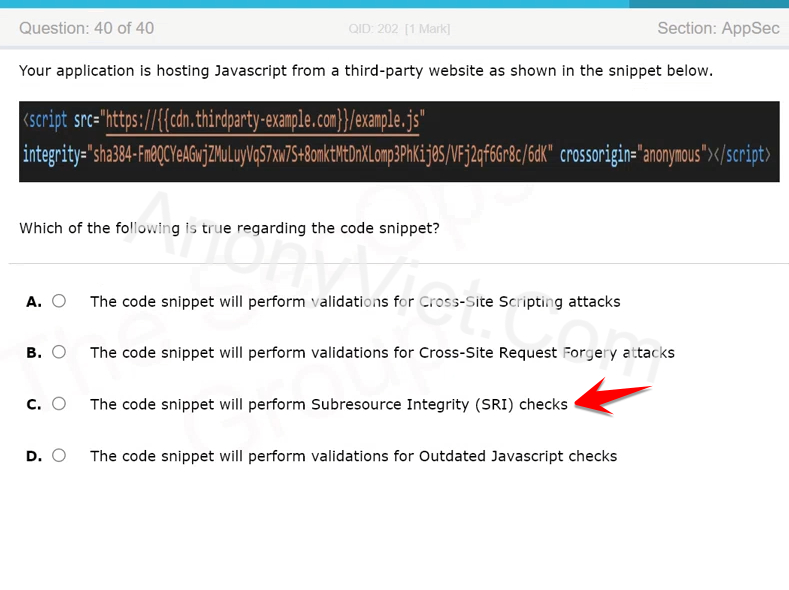 Question: 40 of 40
QID: 202 [1 Mark]
Section: AppSec
Your application is hosting Javascript from a third-party website as shown in the snippet below.
<script src="https://{{cdn.thirdparty-example.com}}/example.js"
integrity="sha384-Fm0QCYeAGwjZMuLuyVqS7xw7S+8omktMtDnXLomp3PhKij0S/VFj2qf6Gr8c/6dK" crossorigin="anonymous"></script>
Which of the following is true regarding the code snippet?
AnonyViet.Com
The Sec Ops Group
A. The code snippet will perform validations for Cross-Site Scripting attacks
B. The code snippet will perform validations for Cross-Site Request Forgery attacks
C. The code snippet will perform Subresource Integrity (SRI) checks
D. The code snippet will perform validations for Outdated Javascript checks